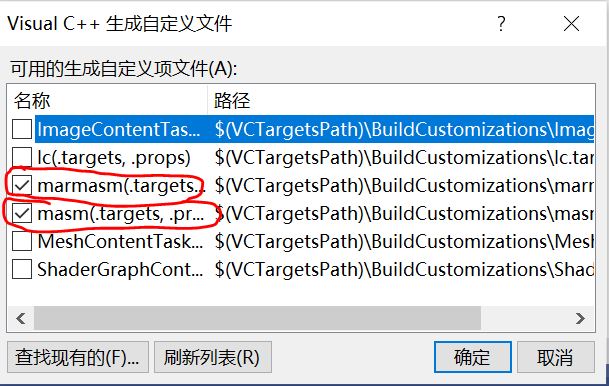 Visual C++ 生成自定义文件
?
可用的生成自定义项文件(A):
名称 路径
ImageContentTas... $(VCTargetsPath)\BuildCustomizations\Imag
lc(.targets, .props) $(VCTargetsPath)\BuildCustomizations\lc.tar
marmasm(.targets... $(VCTargetsPath)\BuildCustomizations\marr
masm(.targets, .pr... $(VCTargetsPath)\BuildCustomizations\masr
MeshContentTask... $(VCTargetsPath)\BuildCustomizations\Mes
ShaderGraphCont... $(VCTargetsPath)\BuildCustomizations\Shad
查找现有的(F)... 刷新列表(R) 确定 取消